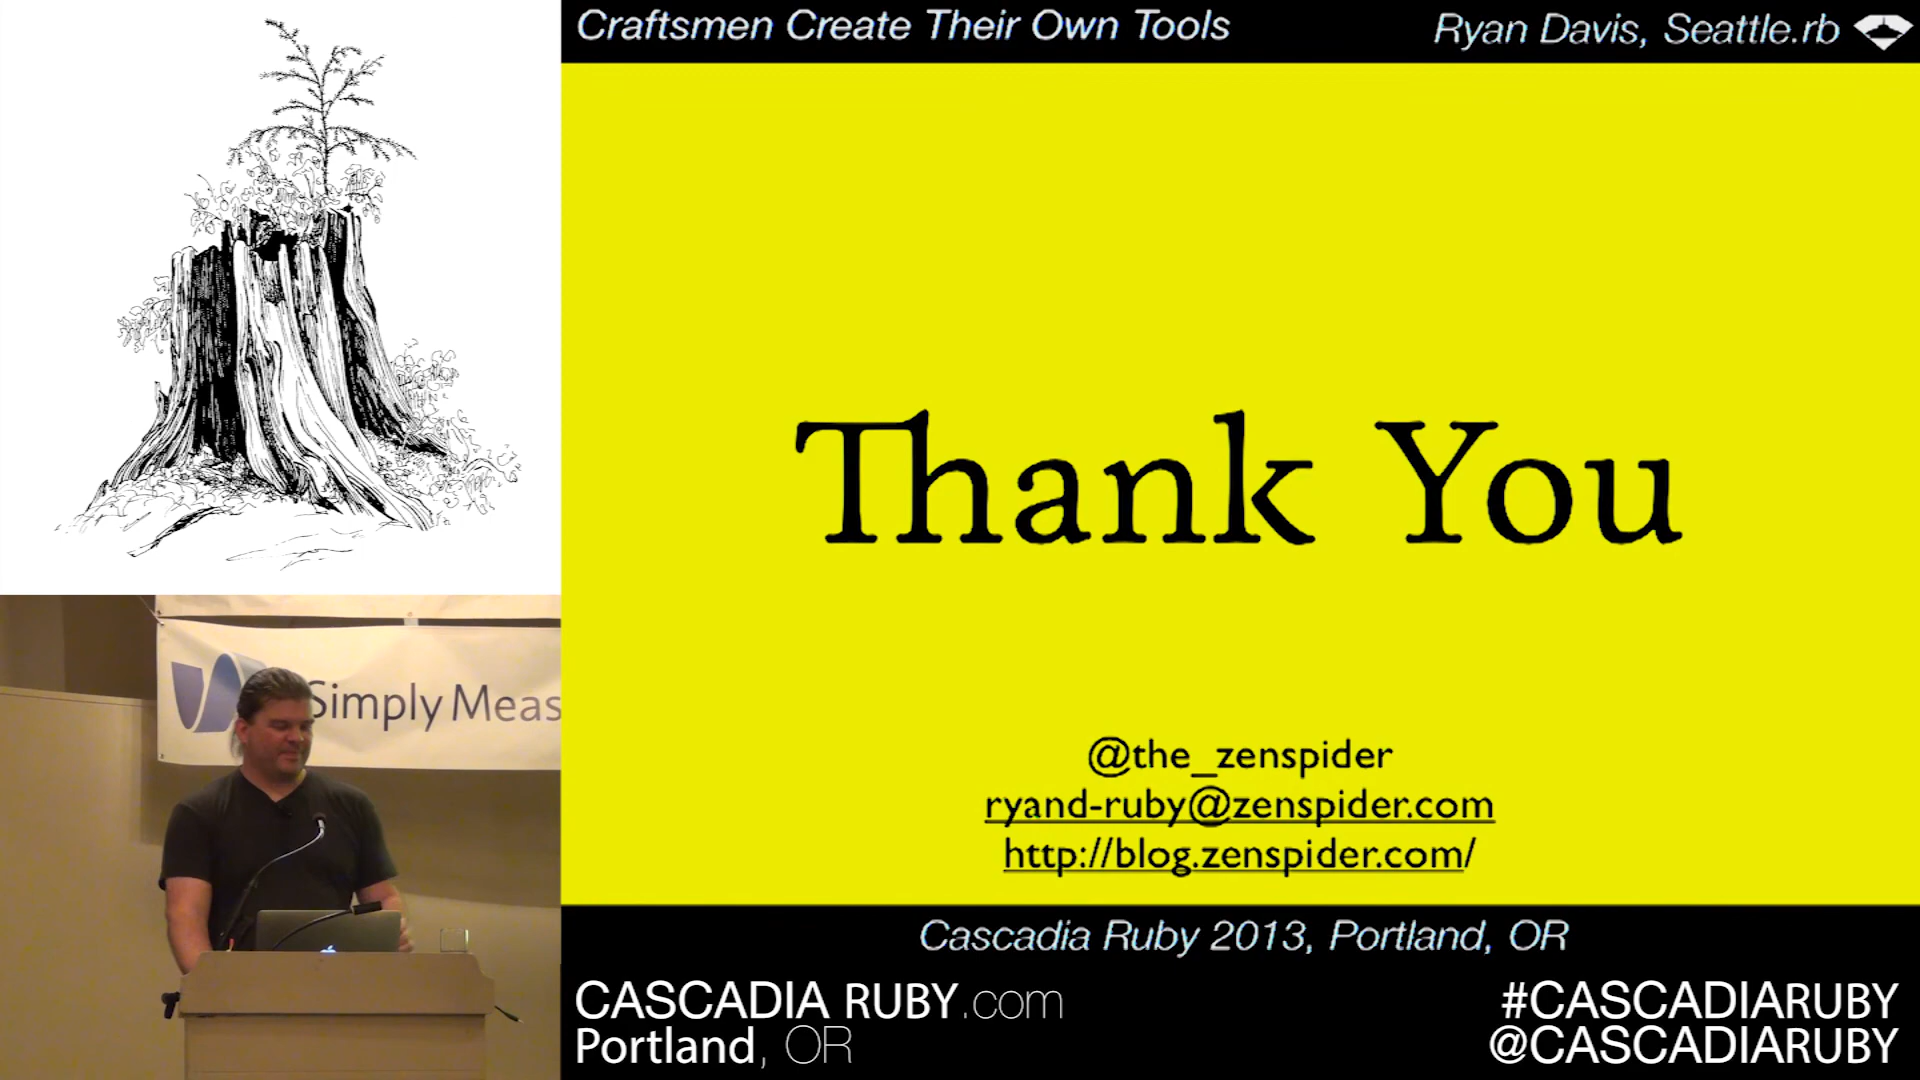 Craftsmen Create Their Own Tools
Ryan Davis, Seattle.rb
Thank You
@the_zenspider
ryand-ruby@zenspider.com
http://blog.zenspider.com/
Simply Meas
Cascadia Ruby 2013, Portland, OR
CASCADIA RUBY.com
Portland, OR
#CASCADIARUBY
@CASCADIARUBY